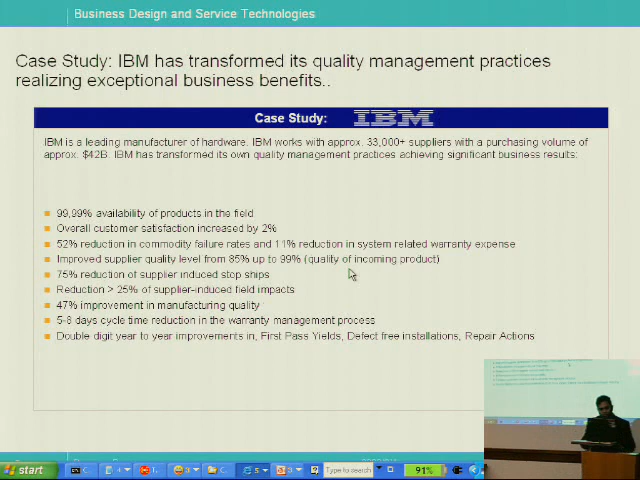 Business Design and Service Technologies
Case Study: IBM has transformed its quality management practices
realizing exceptional business benefits..
Case Study: IBM
IBM is a leading manufacturer of hardware. IBM works with approx. 33,000+ suppliers with a purchasing volume of
approx. $42B. IBM has transformed its own quality management practices achieving significant business results:
99,99% availability of products in the field
Overall customer satisfaction increased by 2%
52% reduction in commodity failure rates and 11% reduction in system related warranty expense
Improved supplier quality level from 85% up to 99% (quality of incoming product)
75% reduction of supplier induced stop ships
Reduction > 25% of supplier-induced field impacts
47% improvement in manufacturing quality
5-8 days cycle time reduction in the warranty management process
Double digit year to year improvements in, First Pass Yields, Defect free installations, Repair Actions
start C... 4 T... 3 C... 5 3 Type to search 91%